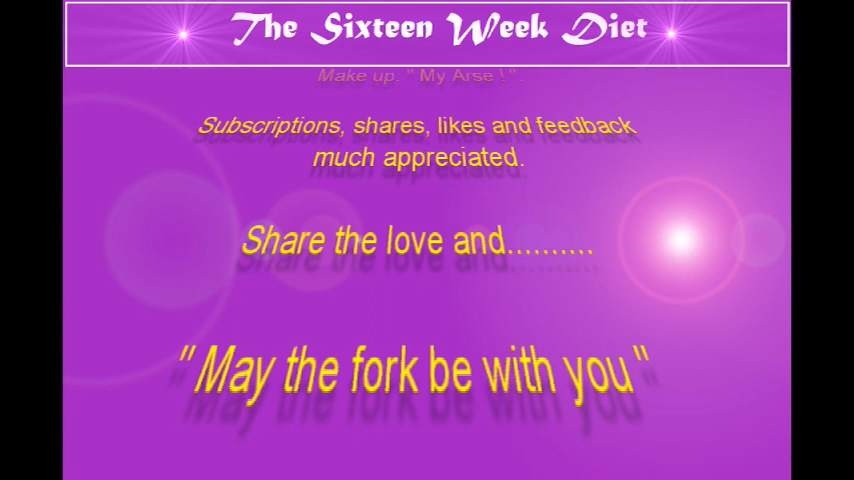 The Sixteen Week Diet
Make up. " My Arse ! ".
Subscriptions, shares, likes and feedback
much appreciated.
Share the love and..........
" May the fork be with you "